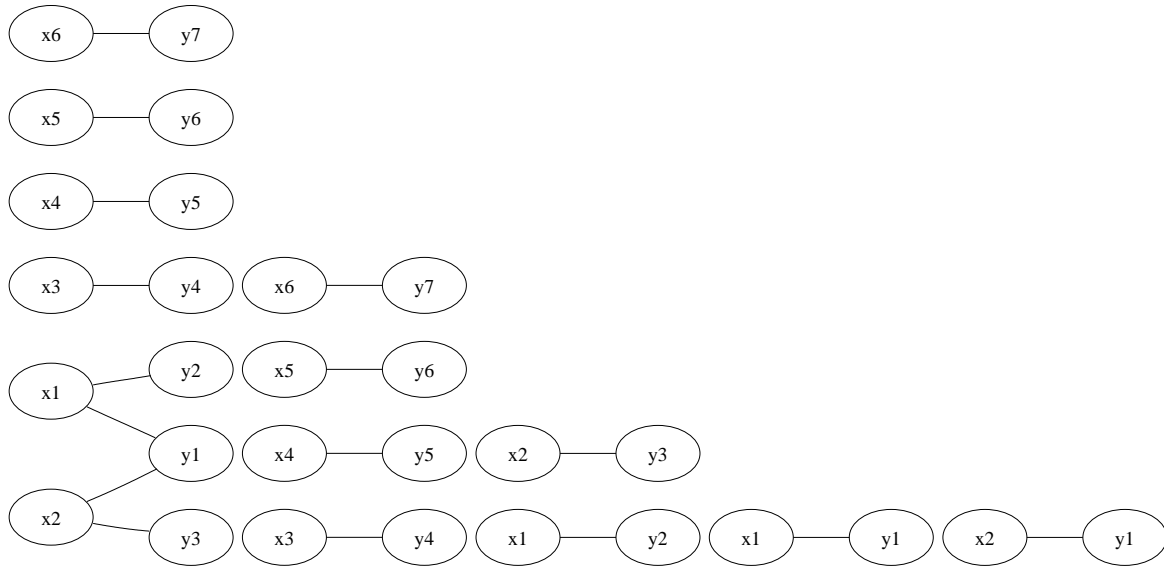 x6 y7
x5 y6
x4 y5
x3 y4 x6 y7
y2 x5 y6
x1
y1 x4 y5 x2 y3
x2
y3 x3 y4 x1 y2 x1 y1 x2 y1